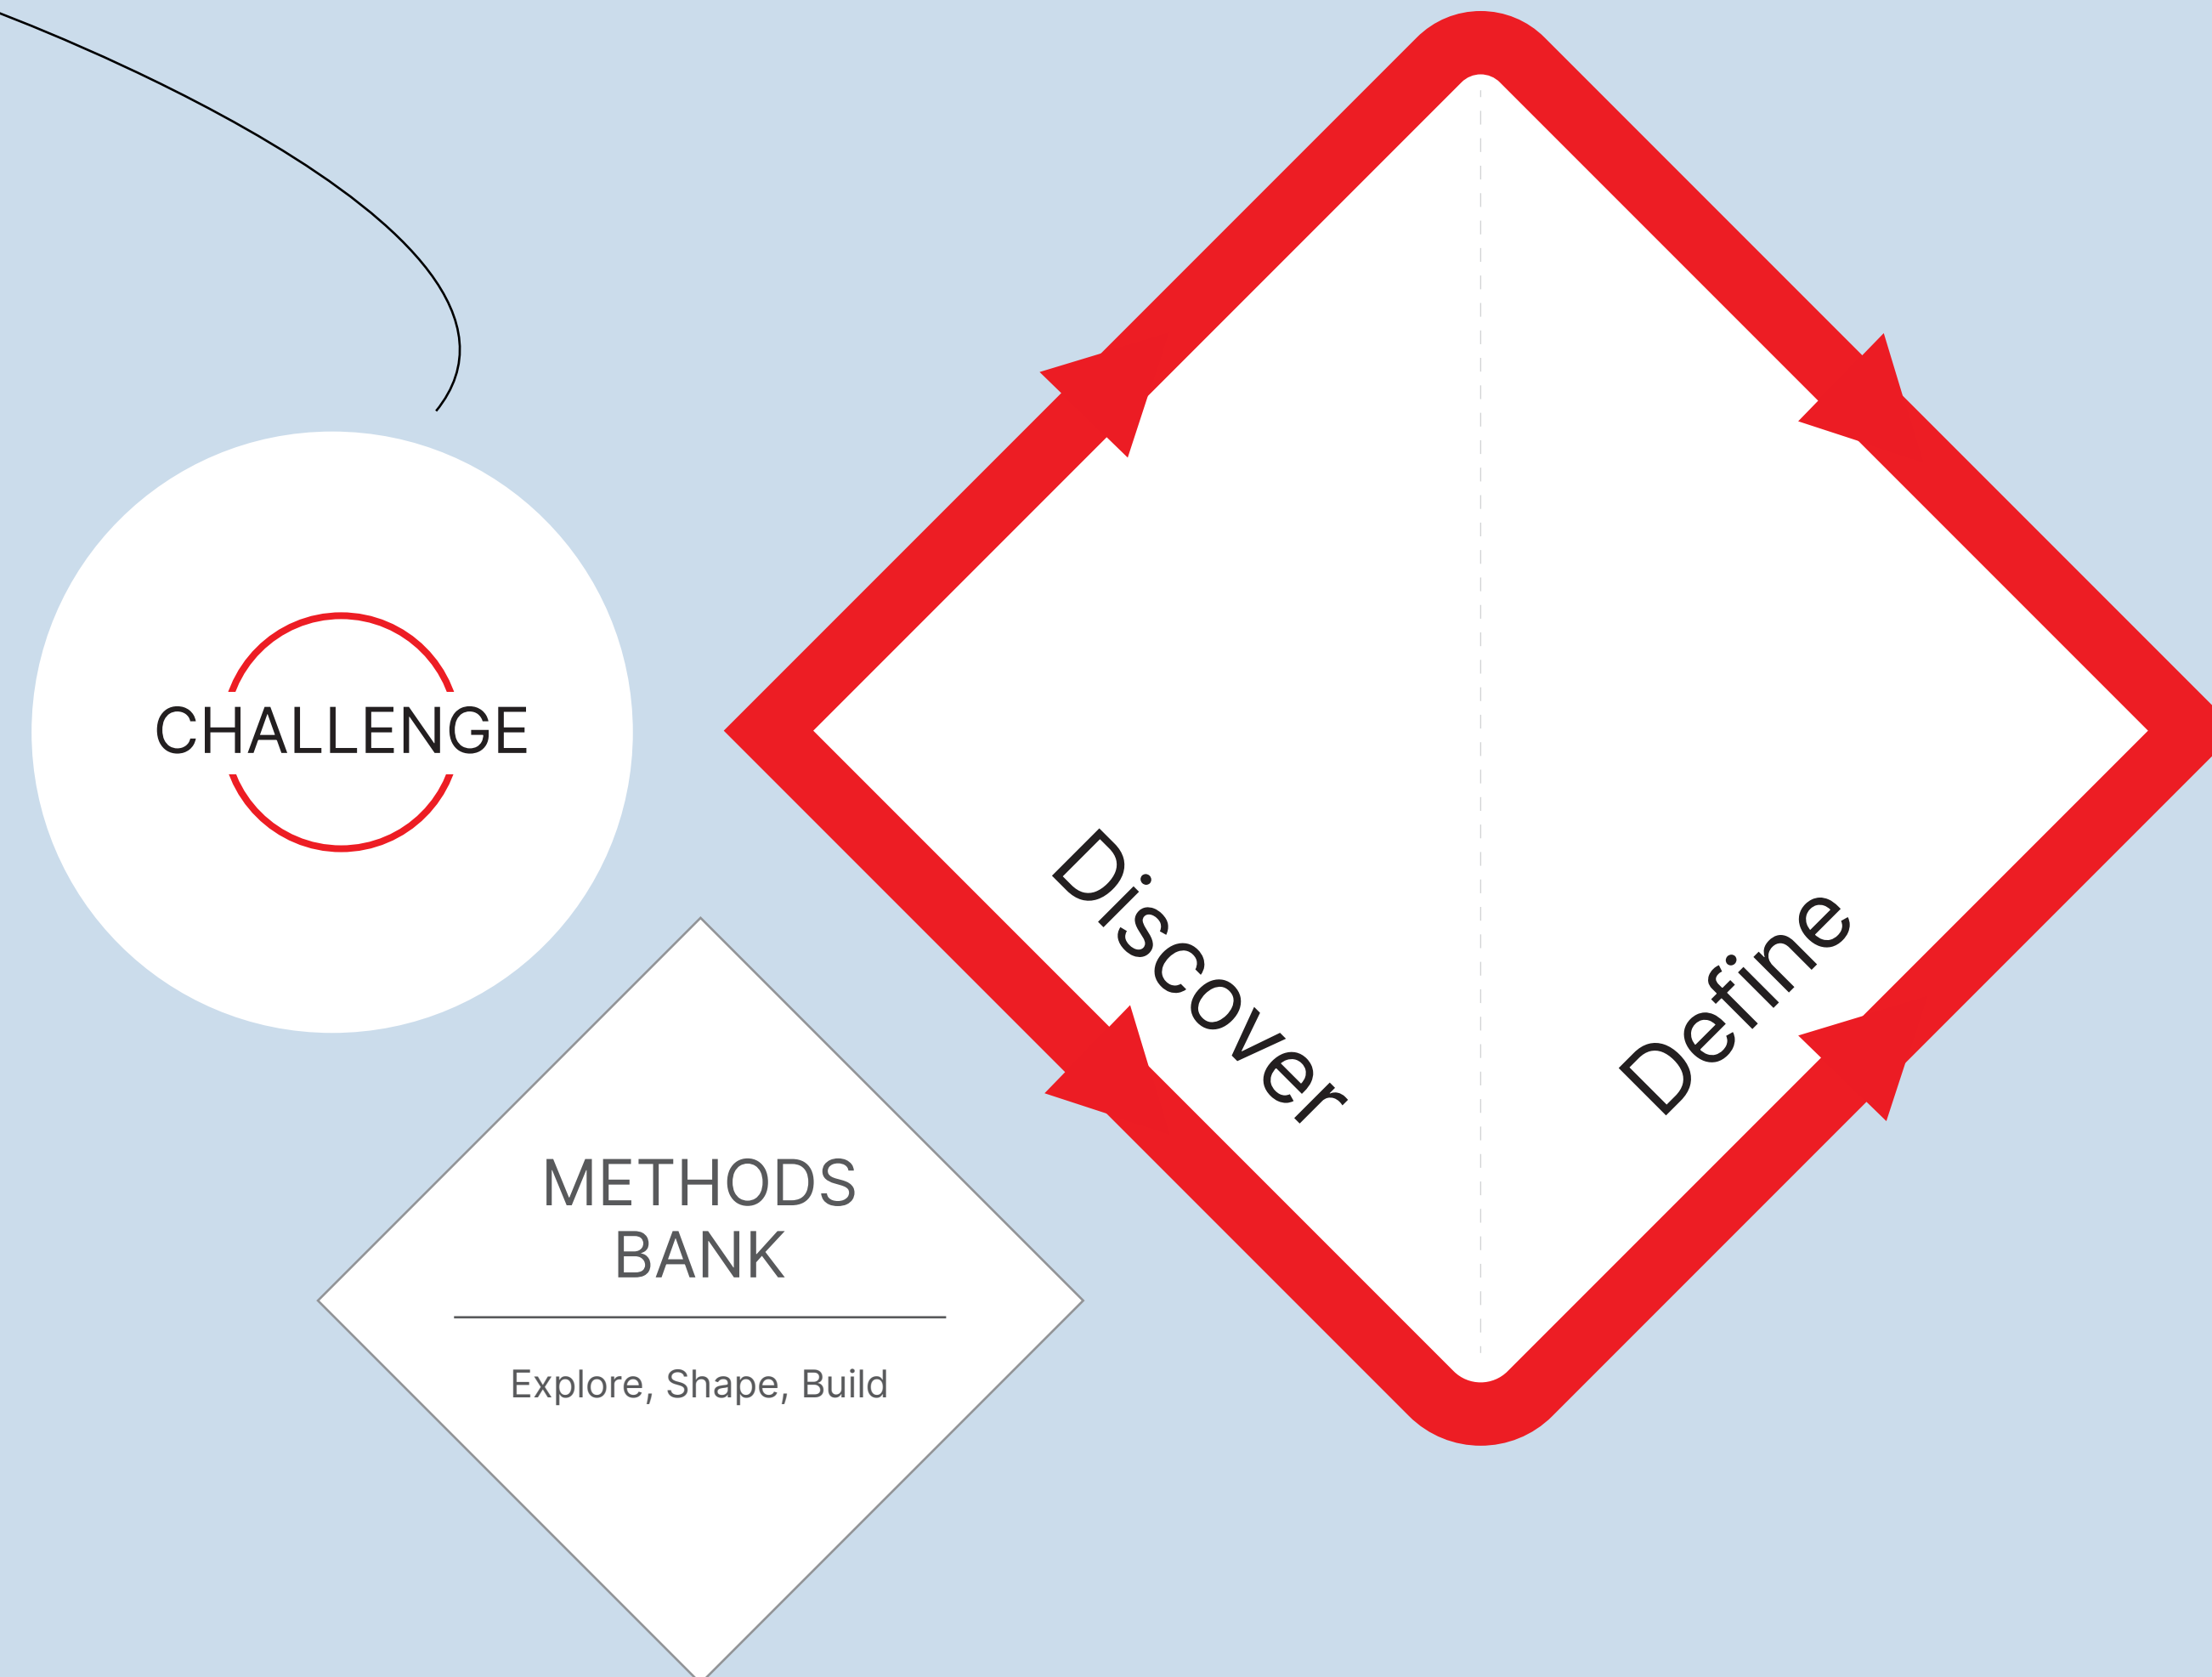 CHALLENGE
Discover
Define
METHODS
BANK
Explore, Shape, Build